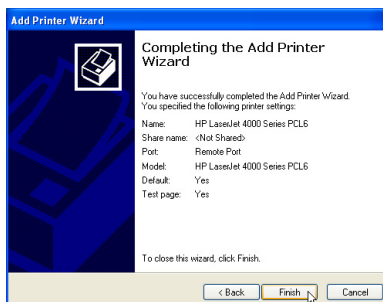 Add Printer Wizard
Completing the Add Printer
Wizard
You have successfully completed the Add Printer Wizard.
You specified the following printer settings:
Name: HP LaserJet 4000 Series PCL6
Share name: <Not Shared>
Port: Remote Port
Model: HP LaserJet 4000 Series PCL6
Default: Yes
Test page: Yes
To close this wizard, click Finish.
< Back Finish Cancel